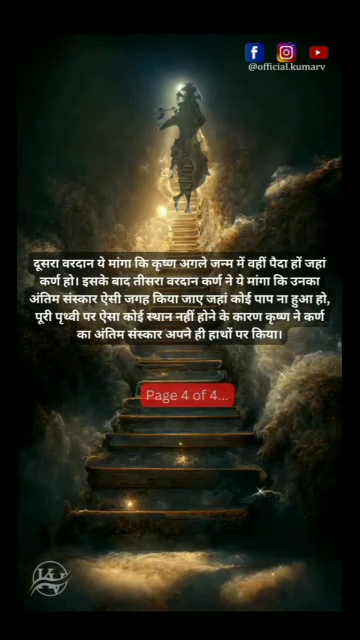 @official.kumarv
दूसरा वरदान ये मांगा कि कृष्ण अगले जन्म में वहीं पैदा हों जहां
कर्ण हो। इसके बाद तीसरा वरदान कर्ण ने ये मांगा कि उनका
अंतिम संस्कार ऐसी जगह किया जाए जहां कोई पाप ना हुआ हो,
पूरी पृथ्वी पर ऐसा कोई स्थान नहीं होने के कारण कृष्ण ने कर्ण
का अंतिम संस्कार अपने ही हाथों पर किया।
Page 4 of 4...